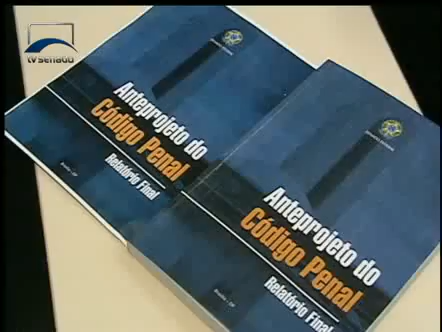 tv senado
Anteprojeto do
Código Penal
Relatório Final
Anteprojeto do
Código Penal
Relatório Final